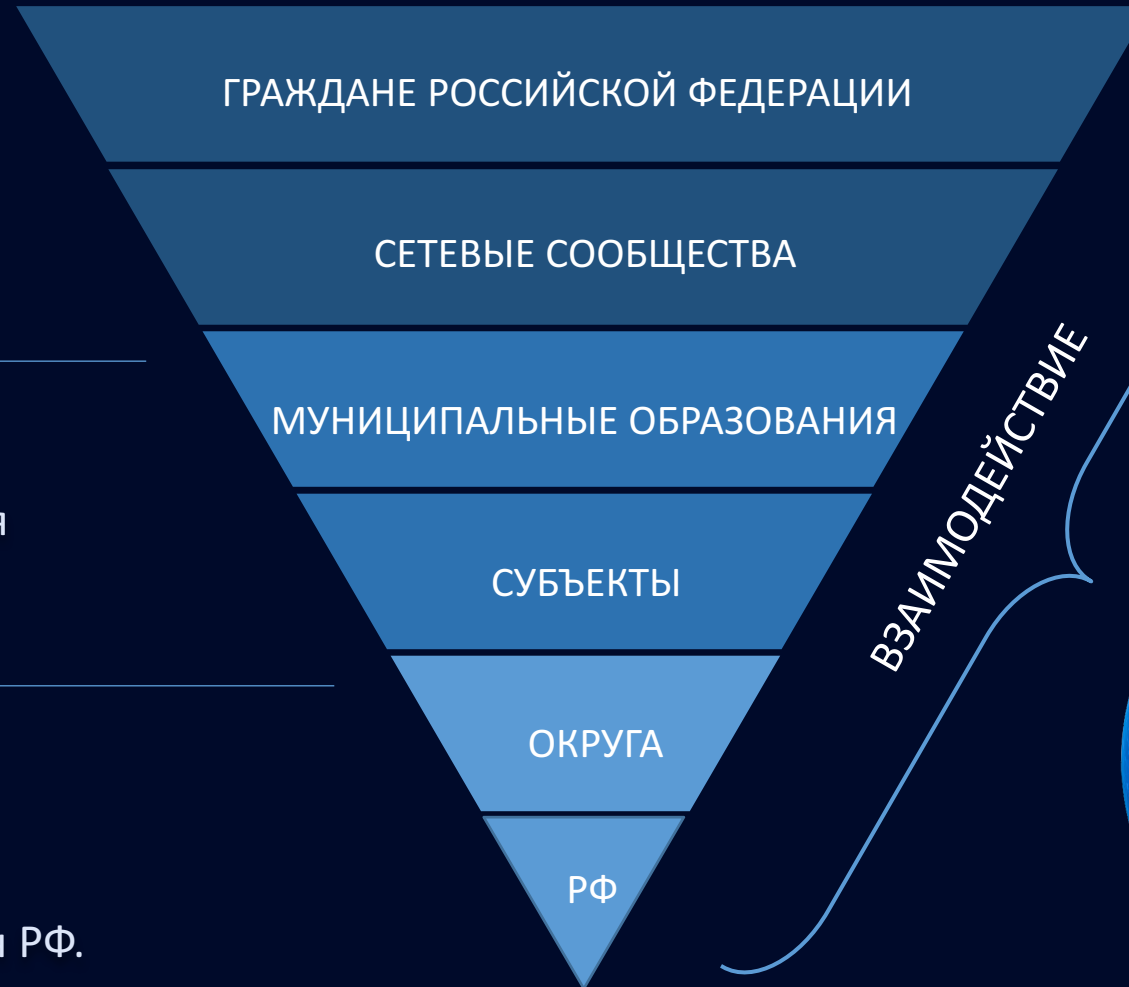 ГРАЖДАНЕ РОССИЙСКОЙ ФЕДЕРАЦИИ
СЕТЕВЫЕ СООБЩЕСТВА
МУНИЦИПАЛЬНЫЕ ОБРАЗОВАНИЯ
СУБЪЕКТЫ
ОКРУГА
РФ
ВЗАИМОДЕЙСТВИЕ
я
РФ.